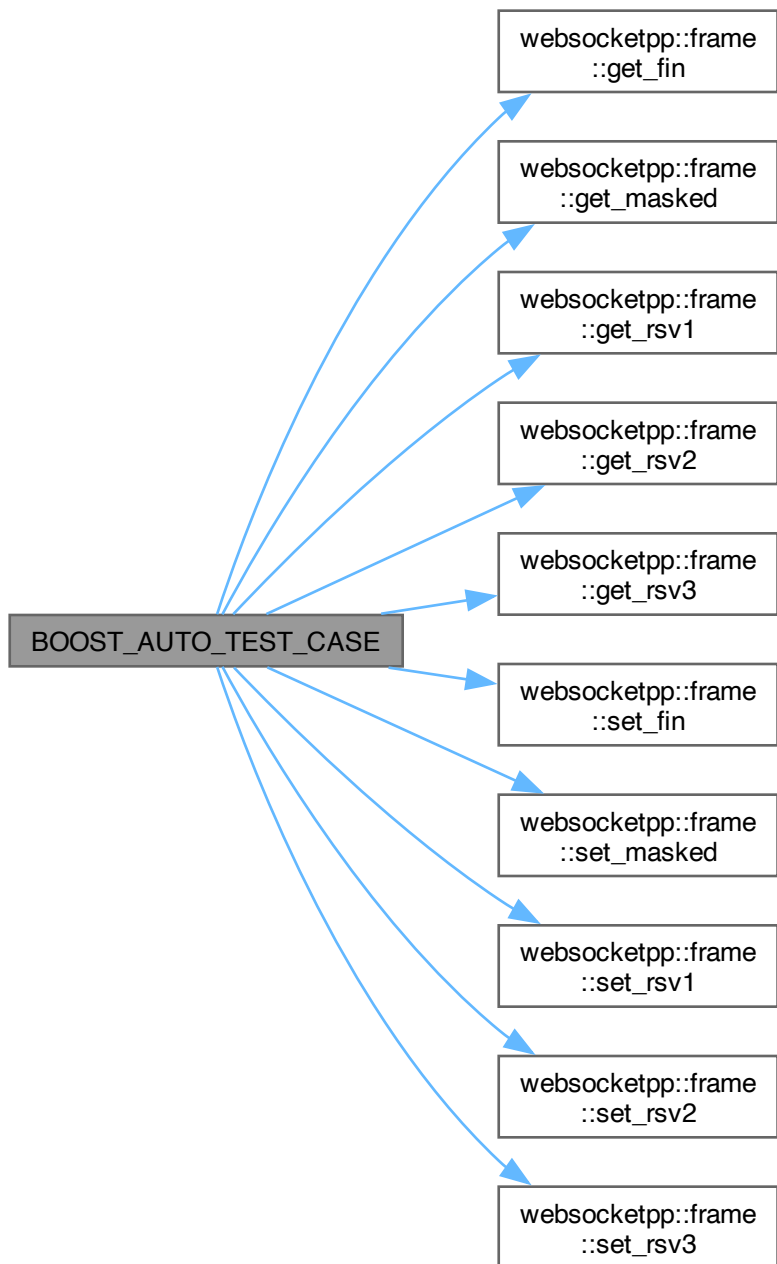 websocketpp::frame
::get_fin
websocketpp::frame
::get_masked
websocketpp::frame
::get_rsv1
websocketpp::frame
::get_rsv2
websocketpp::frame
::get_rsv3
BOOST_AUTO_TEST_CASE
websocketpp::frame
::set_fin
websocketpp::frame
::set_masked
websocketpp::frame
::set_rsv1
websocketpp::frame
::set_rsv2
websocketpp::frame
::set_rsv3